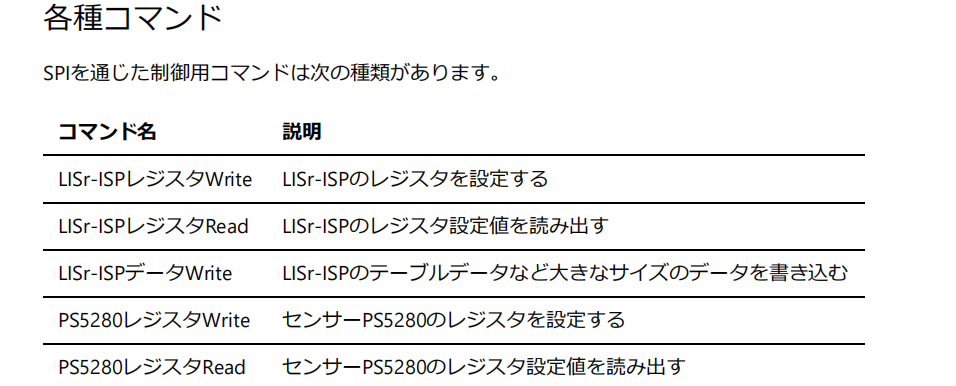 各種コマンド
SPIを通じた制御用コマンドは次の種類があります。
コマンド名 説明
LISr-ISPレジスタWrite LISr-ISPのレジスタを設定する
LISr-ISPレジスタRead LISr-ISPのレジスタ設定値を読み出す
LISr-ISPデータWrite LISr-ISPのテーブルデータなど大きなサイズのデータを書き込む
PS5280レジスタWrite センサーPS5280のレジスタを設定する
PS5280レジスタRead センサーPS5280のレジスタ設定値を読み出す